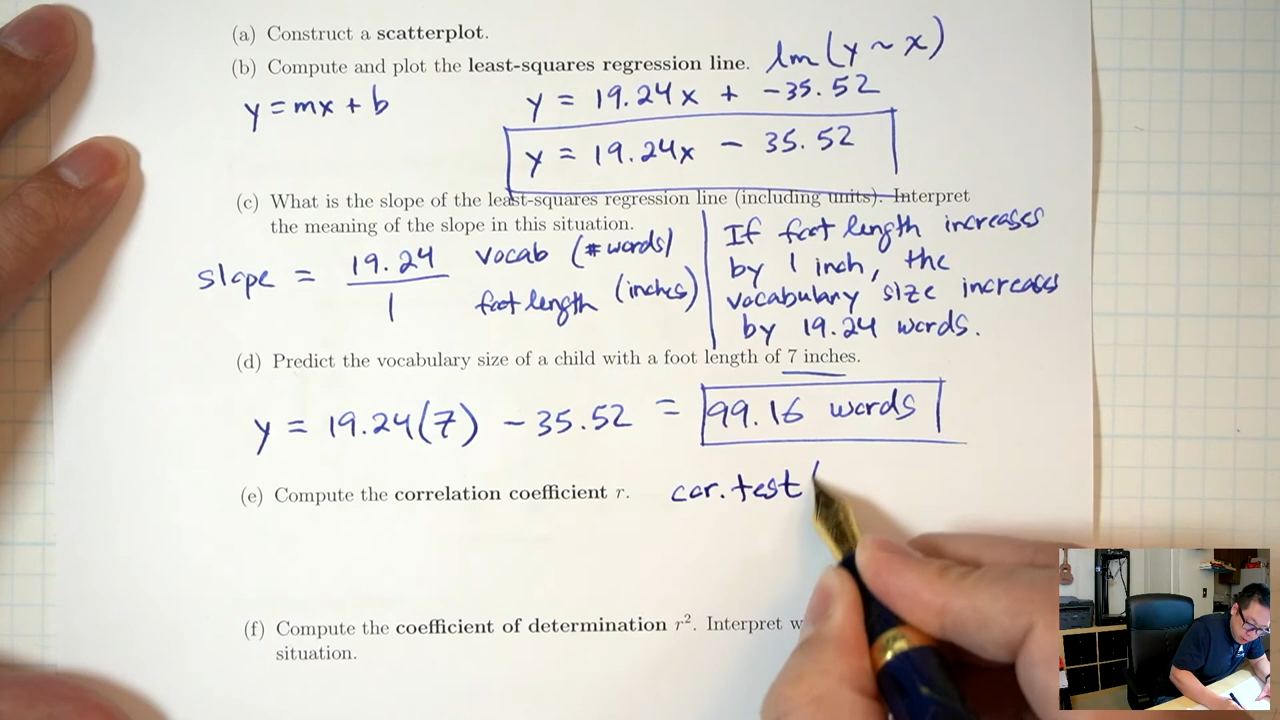 (a) Construct a scatterplot.
(b) Compute and plot the least-squares regression line. lm(y ~ x)
y = mx + b
y = 19.24x + -35.52
y = 19.24x - 35.52
(c) What is the slope of the least-squares regression line (including units). Interpret
the meaning of the slope in this situation.
slope = 19.24 / 1
vocab (# words)
foot length (inches)
If foot length increases
by 1 inch, the
vocabulary size increases
by 19.24 words.
(d) Predict the vocabulary size of a child with a foot length of 7 inches.
y = 19.24(7) - 35.52 = 99.16 words
(e) Compute the correlation coefficient r. cor.test(
(f) Compute the coefficient of determination r². Interpret w
situation.